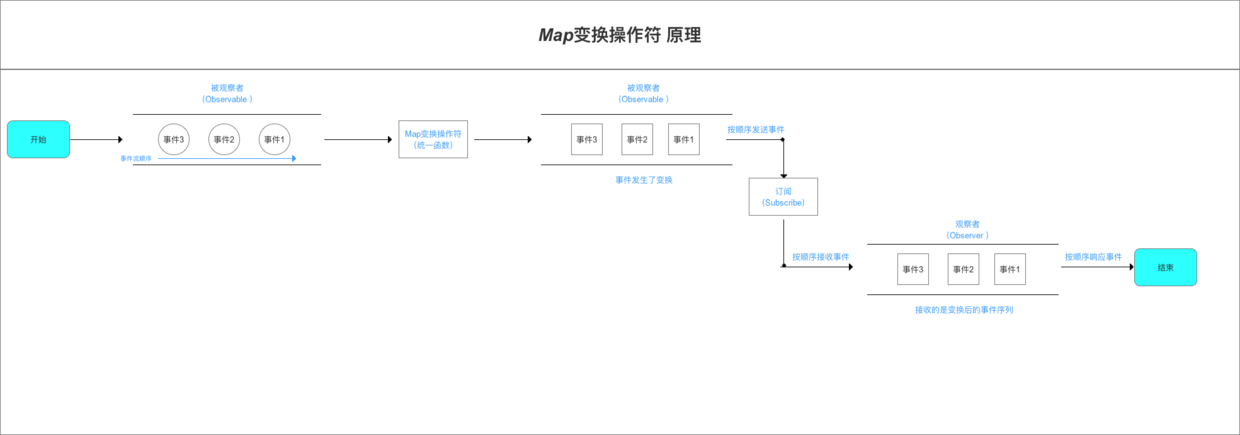 Map变换操作符 原理
被观察者
（Observable ）
开始
事件3
事件2
事件1
事件流顺序
Map变换操作符
（统一函数）
被观察者
（Observable ）
事件3
事件2
事件1
事件发生了变换
按顺序发送事件
订阅
（Subscribe）
按顺序接收事件
观察者
（Observer ）
事件3
事件2
事件1
接收的是变换后的事件序列
按顺序响应事件
结束